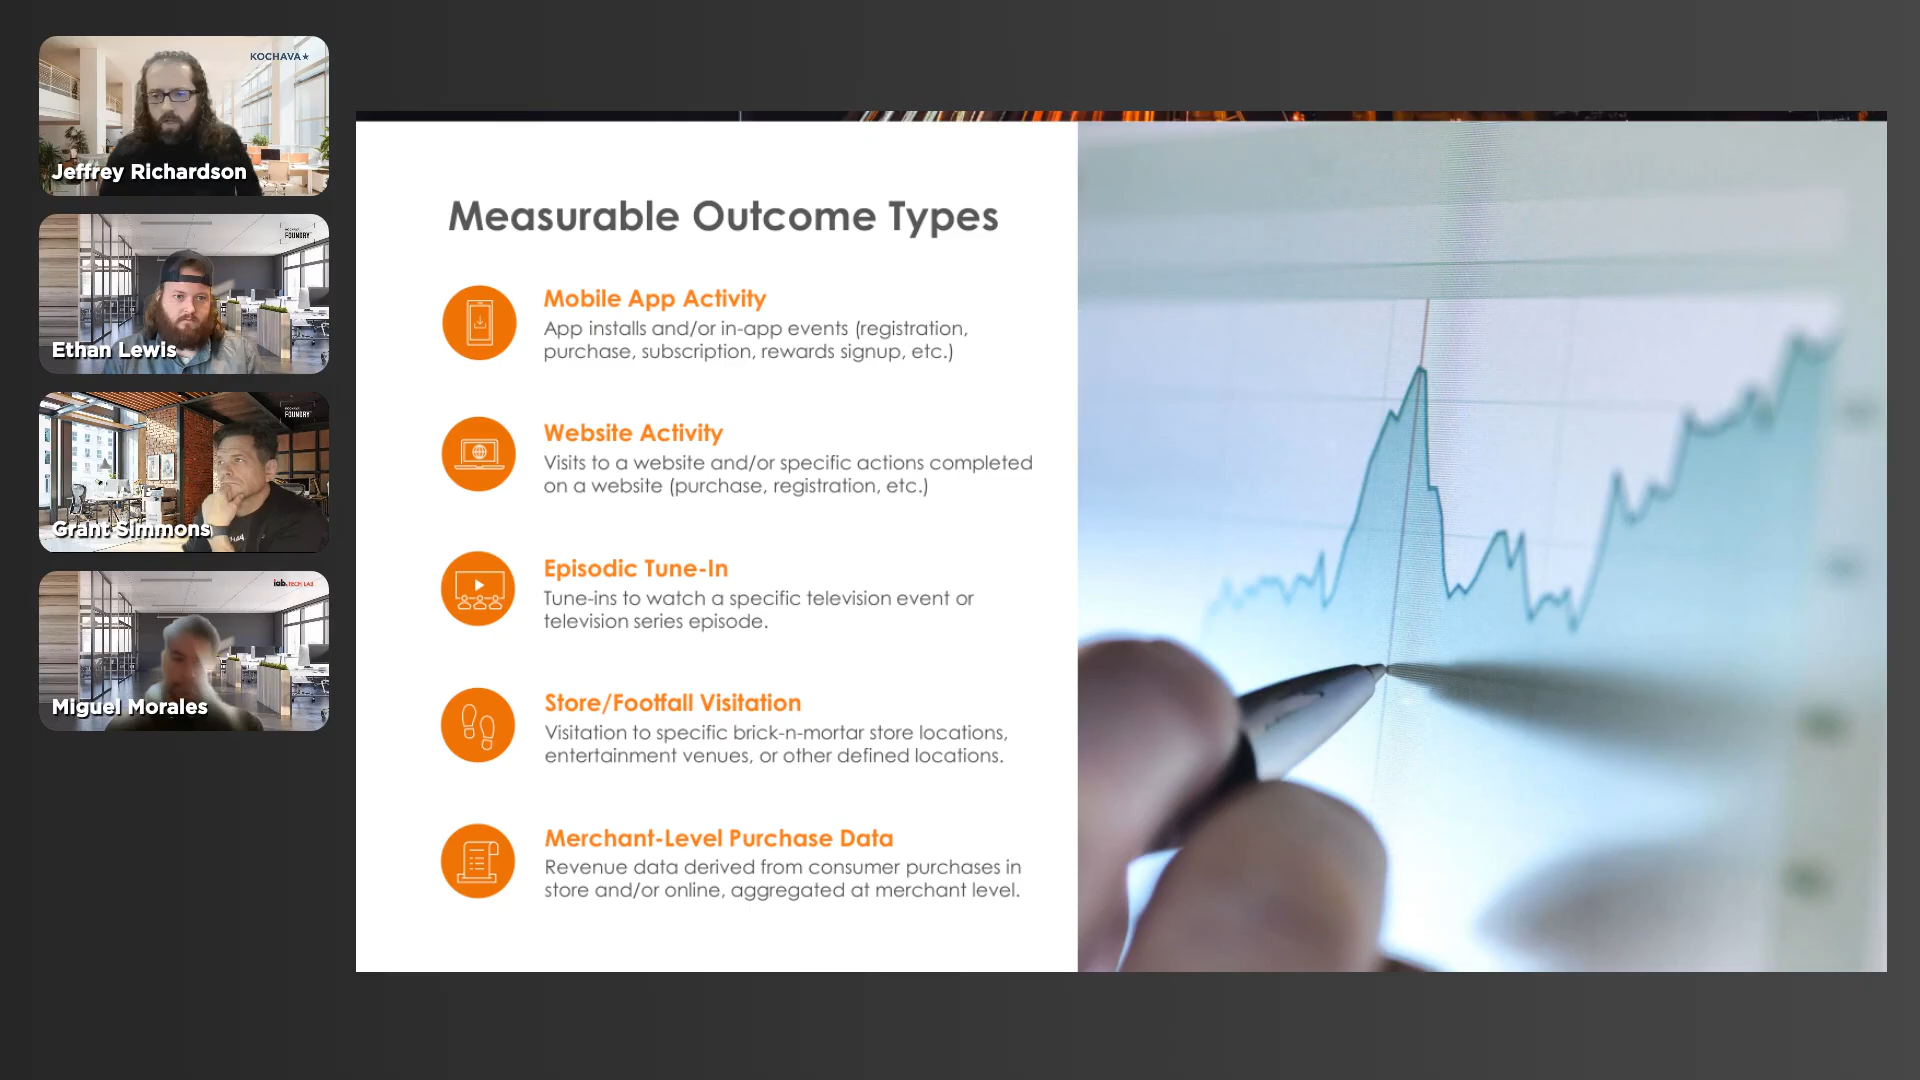 KOCHAVA★
Jeffrey Richardson
FOUNDRY
Ethan Lewis
FOUNDRY
Grant Simmons
iab.TECH LAB
Miguel Morales
Measurable Outcome Types
Mobile App Activity
App installs and/or in-app events (registration,
purchase, subscription, rewards signup, etc.)
Website Activity
Visits to a website and/or specific actions completed
on a website (purchase, registration, etc.)
Episodic Tune-In
Tune-ins to watch a specific television event or
television series episode.
Store/Footfall Visitation
Visitation to specific brick-n-mortar store locations,
entertainment venues, or other defined locations.
Merchant-Level Purchase Data
Revenue data derived from consumer purchases in
store and/or online, aggregated at merchant level.